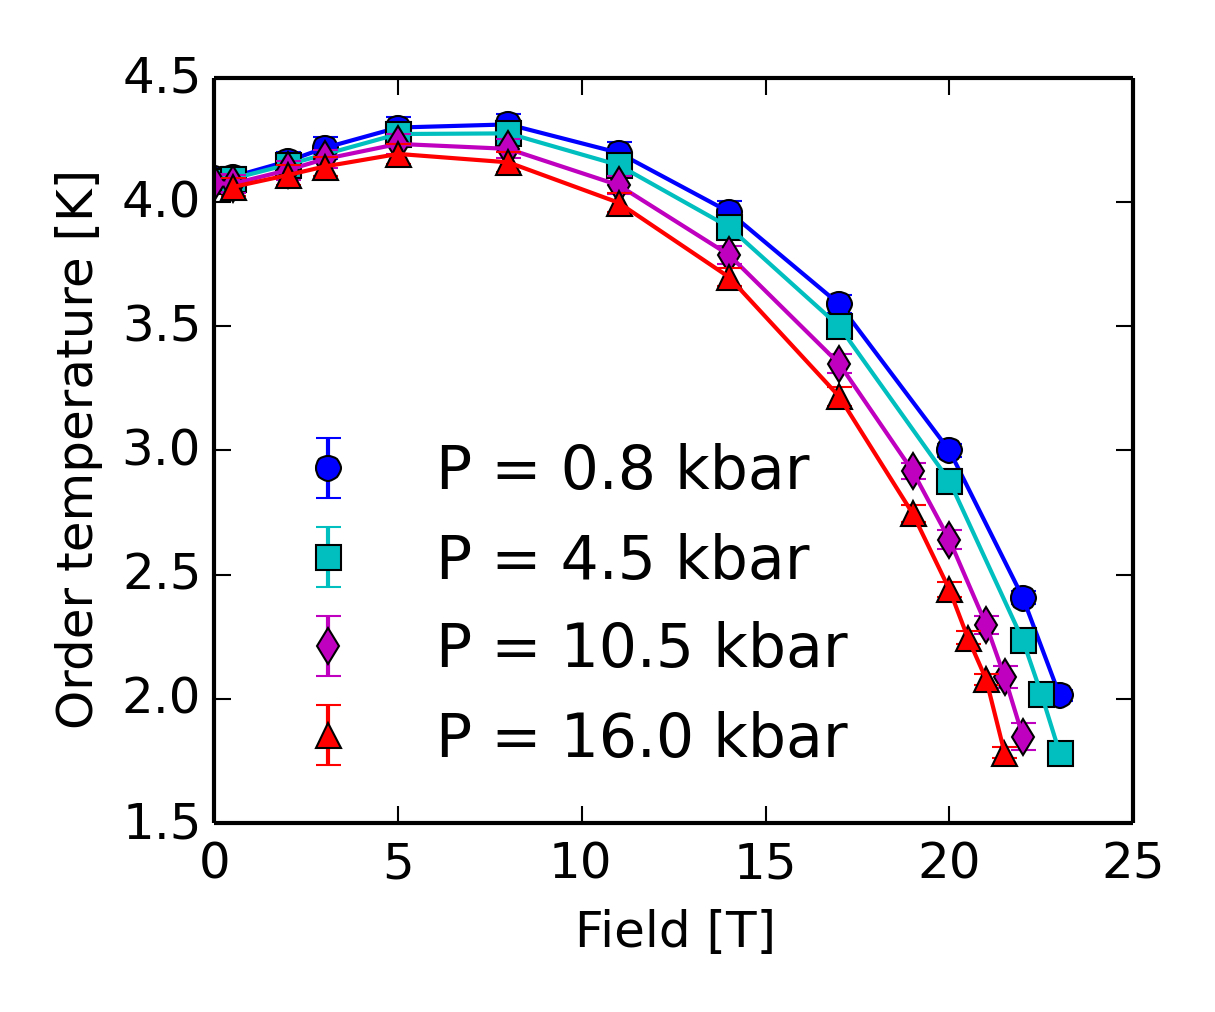 4.5
4.0
3.5
3.0
2.5
2.0
1.5
Order temperature [K]
P = 0.8 kbar
P = 4.5 kbar
P = 10.5 kbar
P = 16.0 kbar
0 5 10 15 20 25
Field [T]